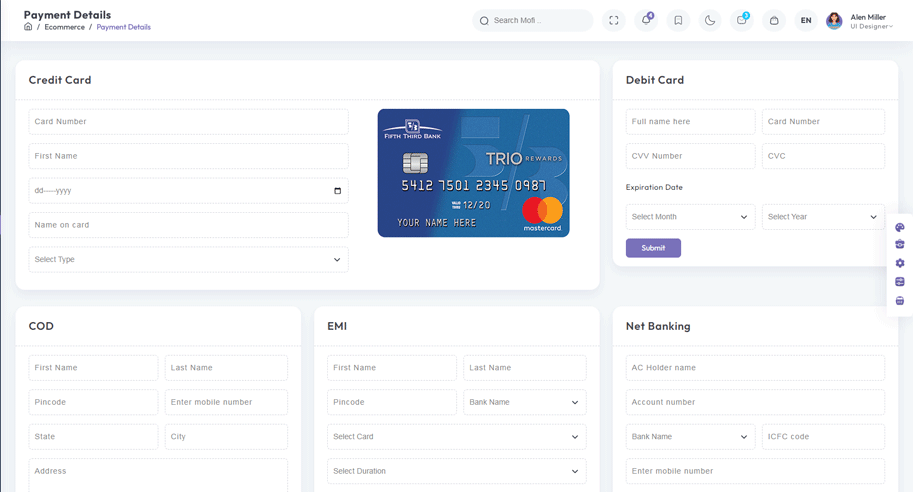 Payment Details
/ Ecommerce / Payment Details
Search Mofi ..
4
3
EN
Alen Miller
UI Designer
Credit Card
Card Number
First Name
dd-----yyyy
Name on card
Select Type
FIFTH THIRD BANK
TRIO REWARDS
5412 7501 2345 0987
VALID THRU 12/20
YOUR NAME HERE
mastercard
Debit Card
Full name here
Card Number
CVV Number
CVC
Expiration Date
Select Month
Select Year
Submit
COD
First Name
Last Name
Pincode
Enter mobile number
State
City
Address
EMI
First Name
Last Name
Pincode
Bank Name
Select Card
Select Duration
Net Banking
AC Holder name
Account number
Bank Name
ICFC code
Enter mobile number